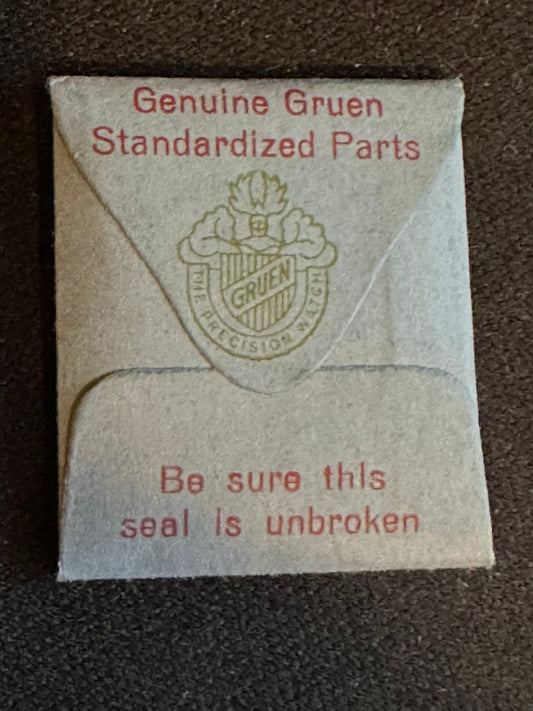 Genuine Gruen
Standardized Parts
GRUEN
THE PRECISION WATCH
Be sure this
seal is unbroken